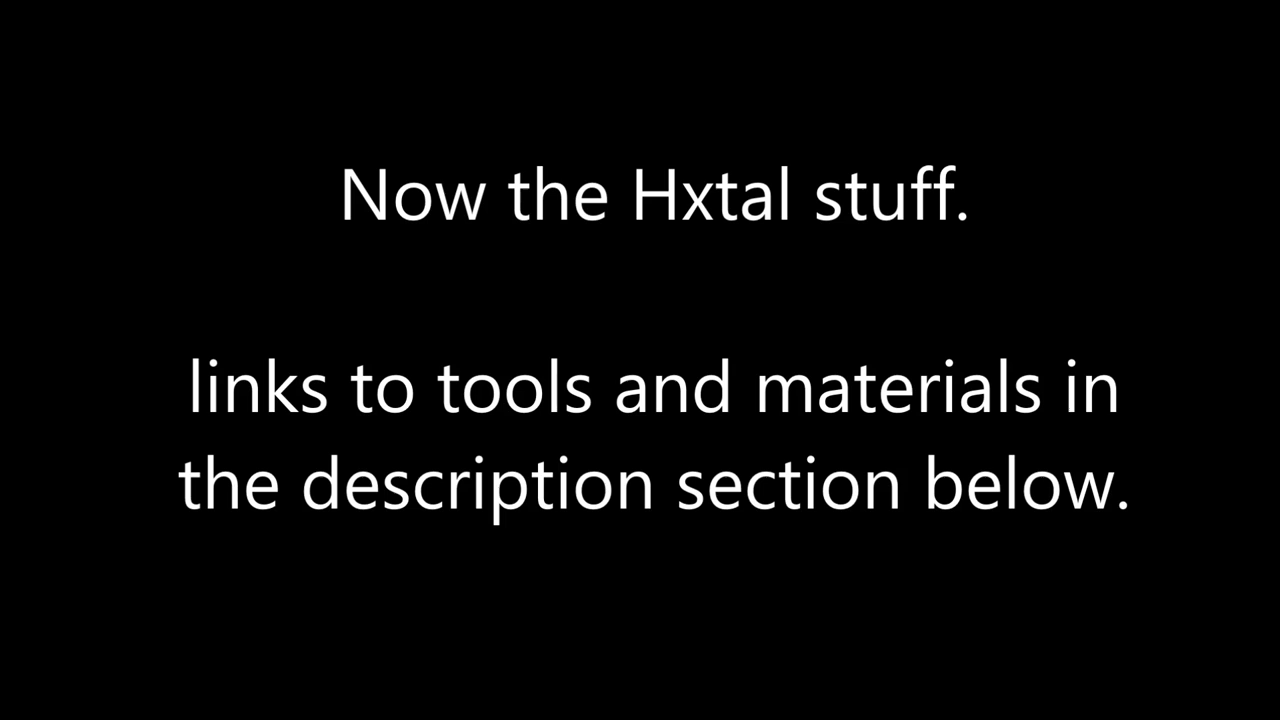 Now the Hxtal stuff.
links to tools and materials in
the description section below.